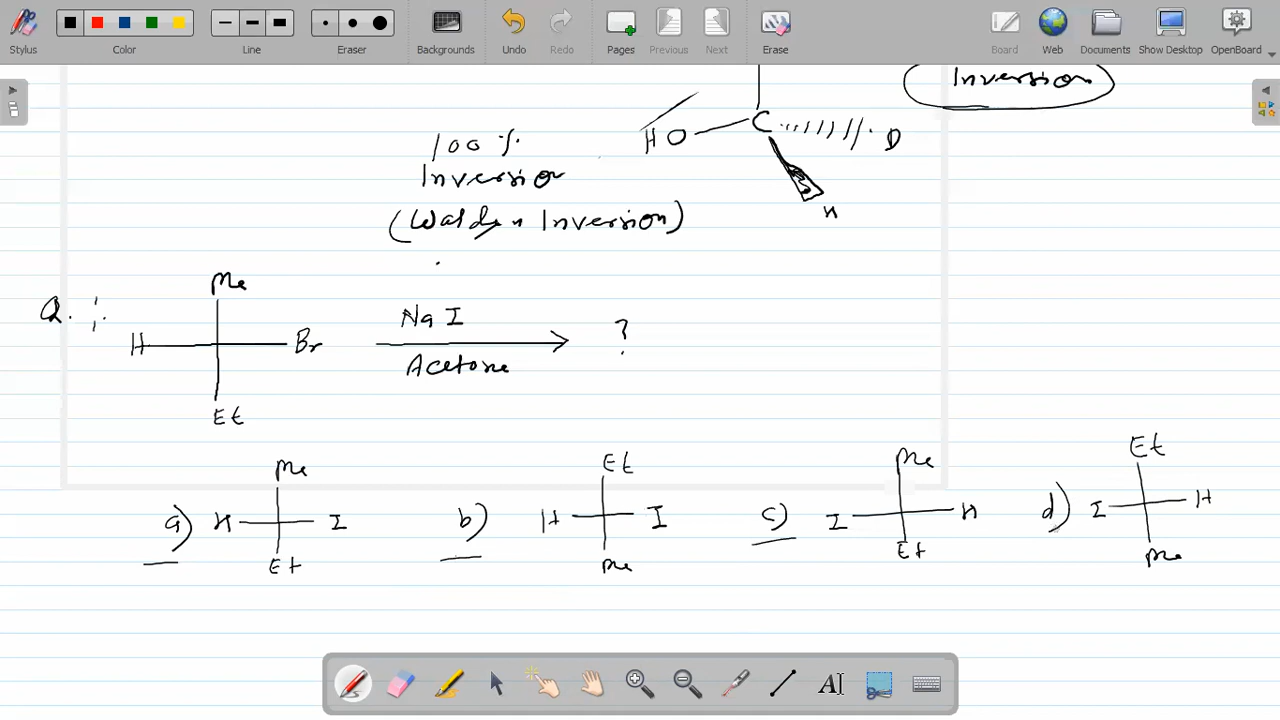 Stylus
Color
Line
Eraser
Backgrounds
Undo
Redo
Pages
Previous
Next
Erase
Board
Web
Documents
Show Desktop
OpenBoard
Inversion
HO C D
H
100 %
Inversion
(Walden Inversion)
Q. :
Me
H Br
Et
NaI
Acetone
?
a) Me
H I
Et
b) Et
H I
Me
c) Me
I H
Et
d) Et
I H
Me